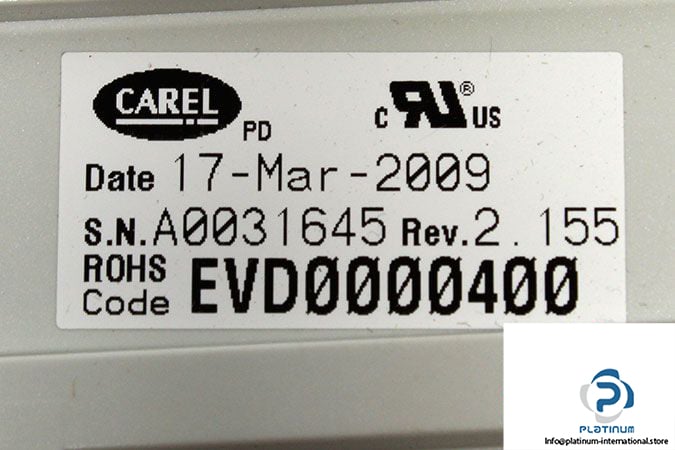 CAREL
PD
c RU ® US
Date 17-Mar-2009
S.N. A0031645 Rev. 2.155
ROHS
Code EVD0000400
PLATINUM
Info@platinum-international.store